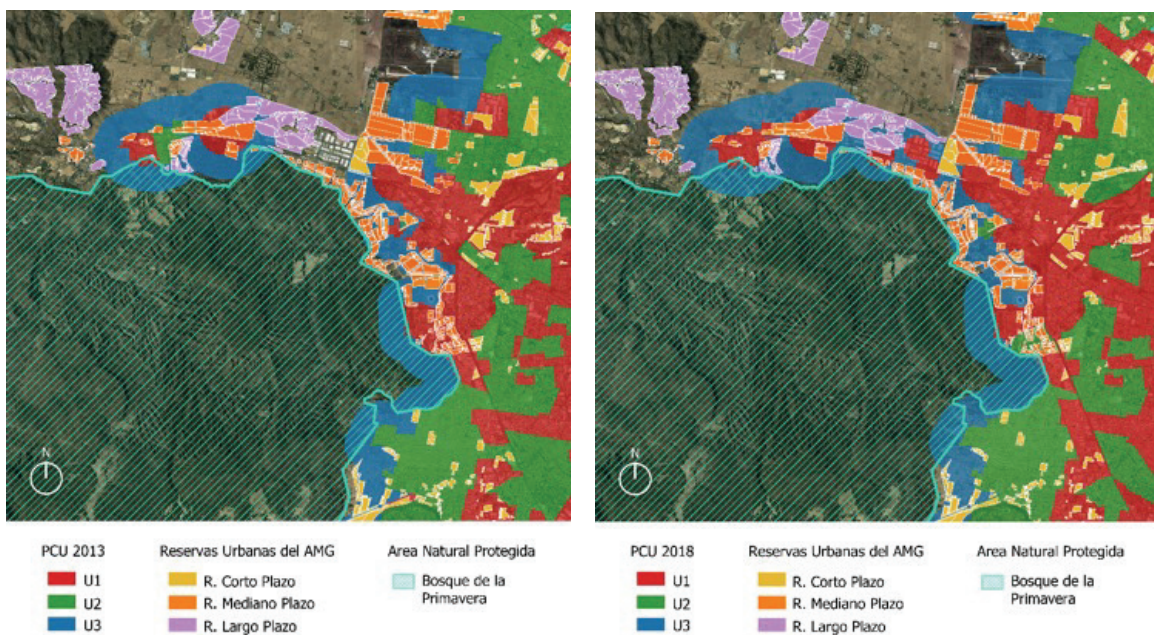 N
PCU 2013
U1
U2
U3
Reservas Urbanas del AMG
R. Corto Plazo
R. Mediano Plazo
R. Largo Plazo
Area Natural Protegida
Bosque de la
Primavera
N
PCU 2018
U1
U2
U3
Reservas Urbanas del AMG
R. Corto Plazo
R. Mediano Plazo
R. Largo Plazo
Area Natural Protegida
Bosque de la
Primavera